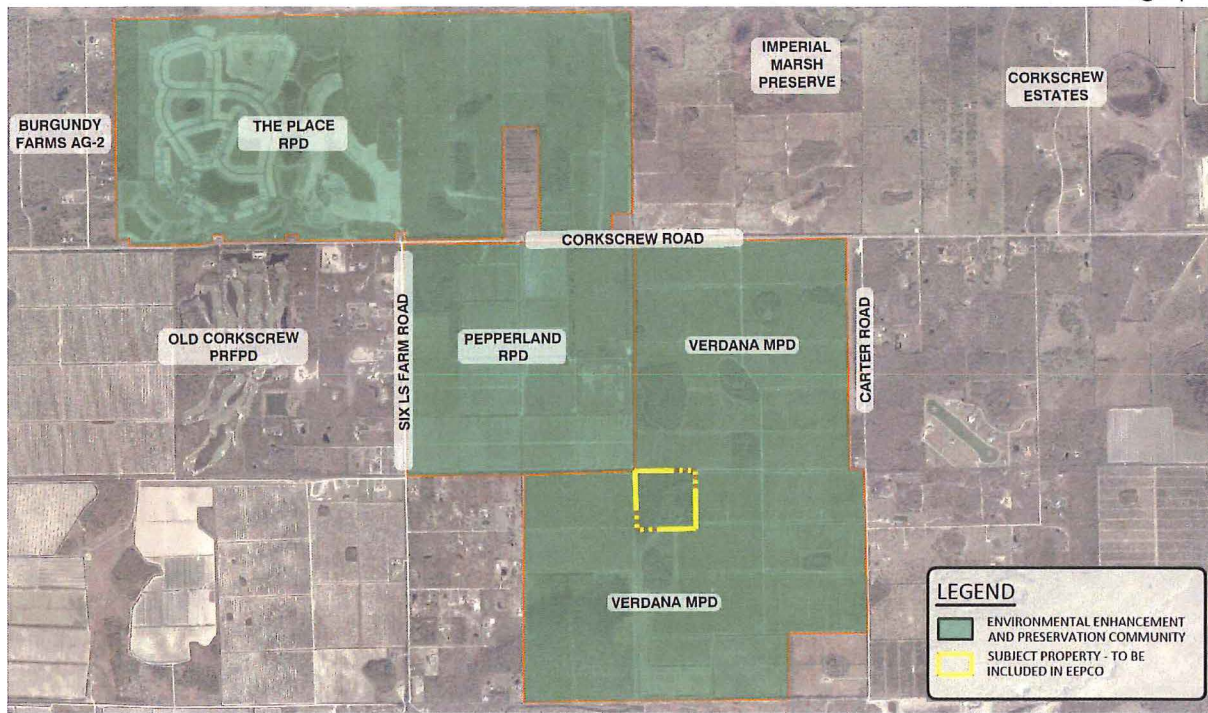 IMPERIAL
MARSH
PRESERVE
CORKSCREW
ESTATES
BURGUNDY
FARMS AG-2
THE PLACE
RPD
CORKSCREW ROAD
OLD CORKSCREW
PRFPD
SIX LS FARM ROAD
PEPPERLAND
RPD
VERDANA MPD
CARTER ROAD
VERDANA MPD
LEGEND
ENVIRONMENTAL ENHANCEMENT
AND PRESERVATION COMMUNITY
SUBJECT PROPERTY - TO BE
INCLUDED IN EEPCO